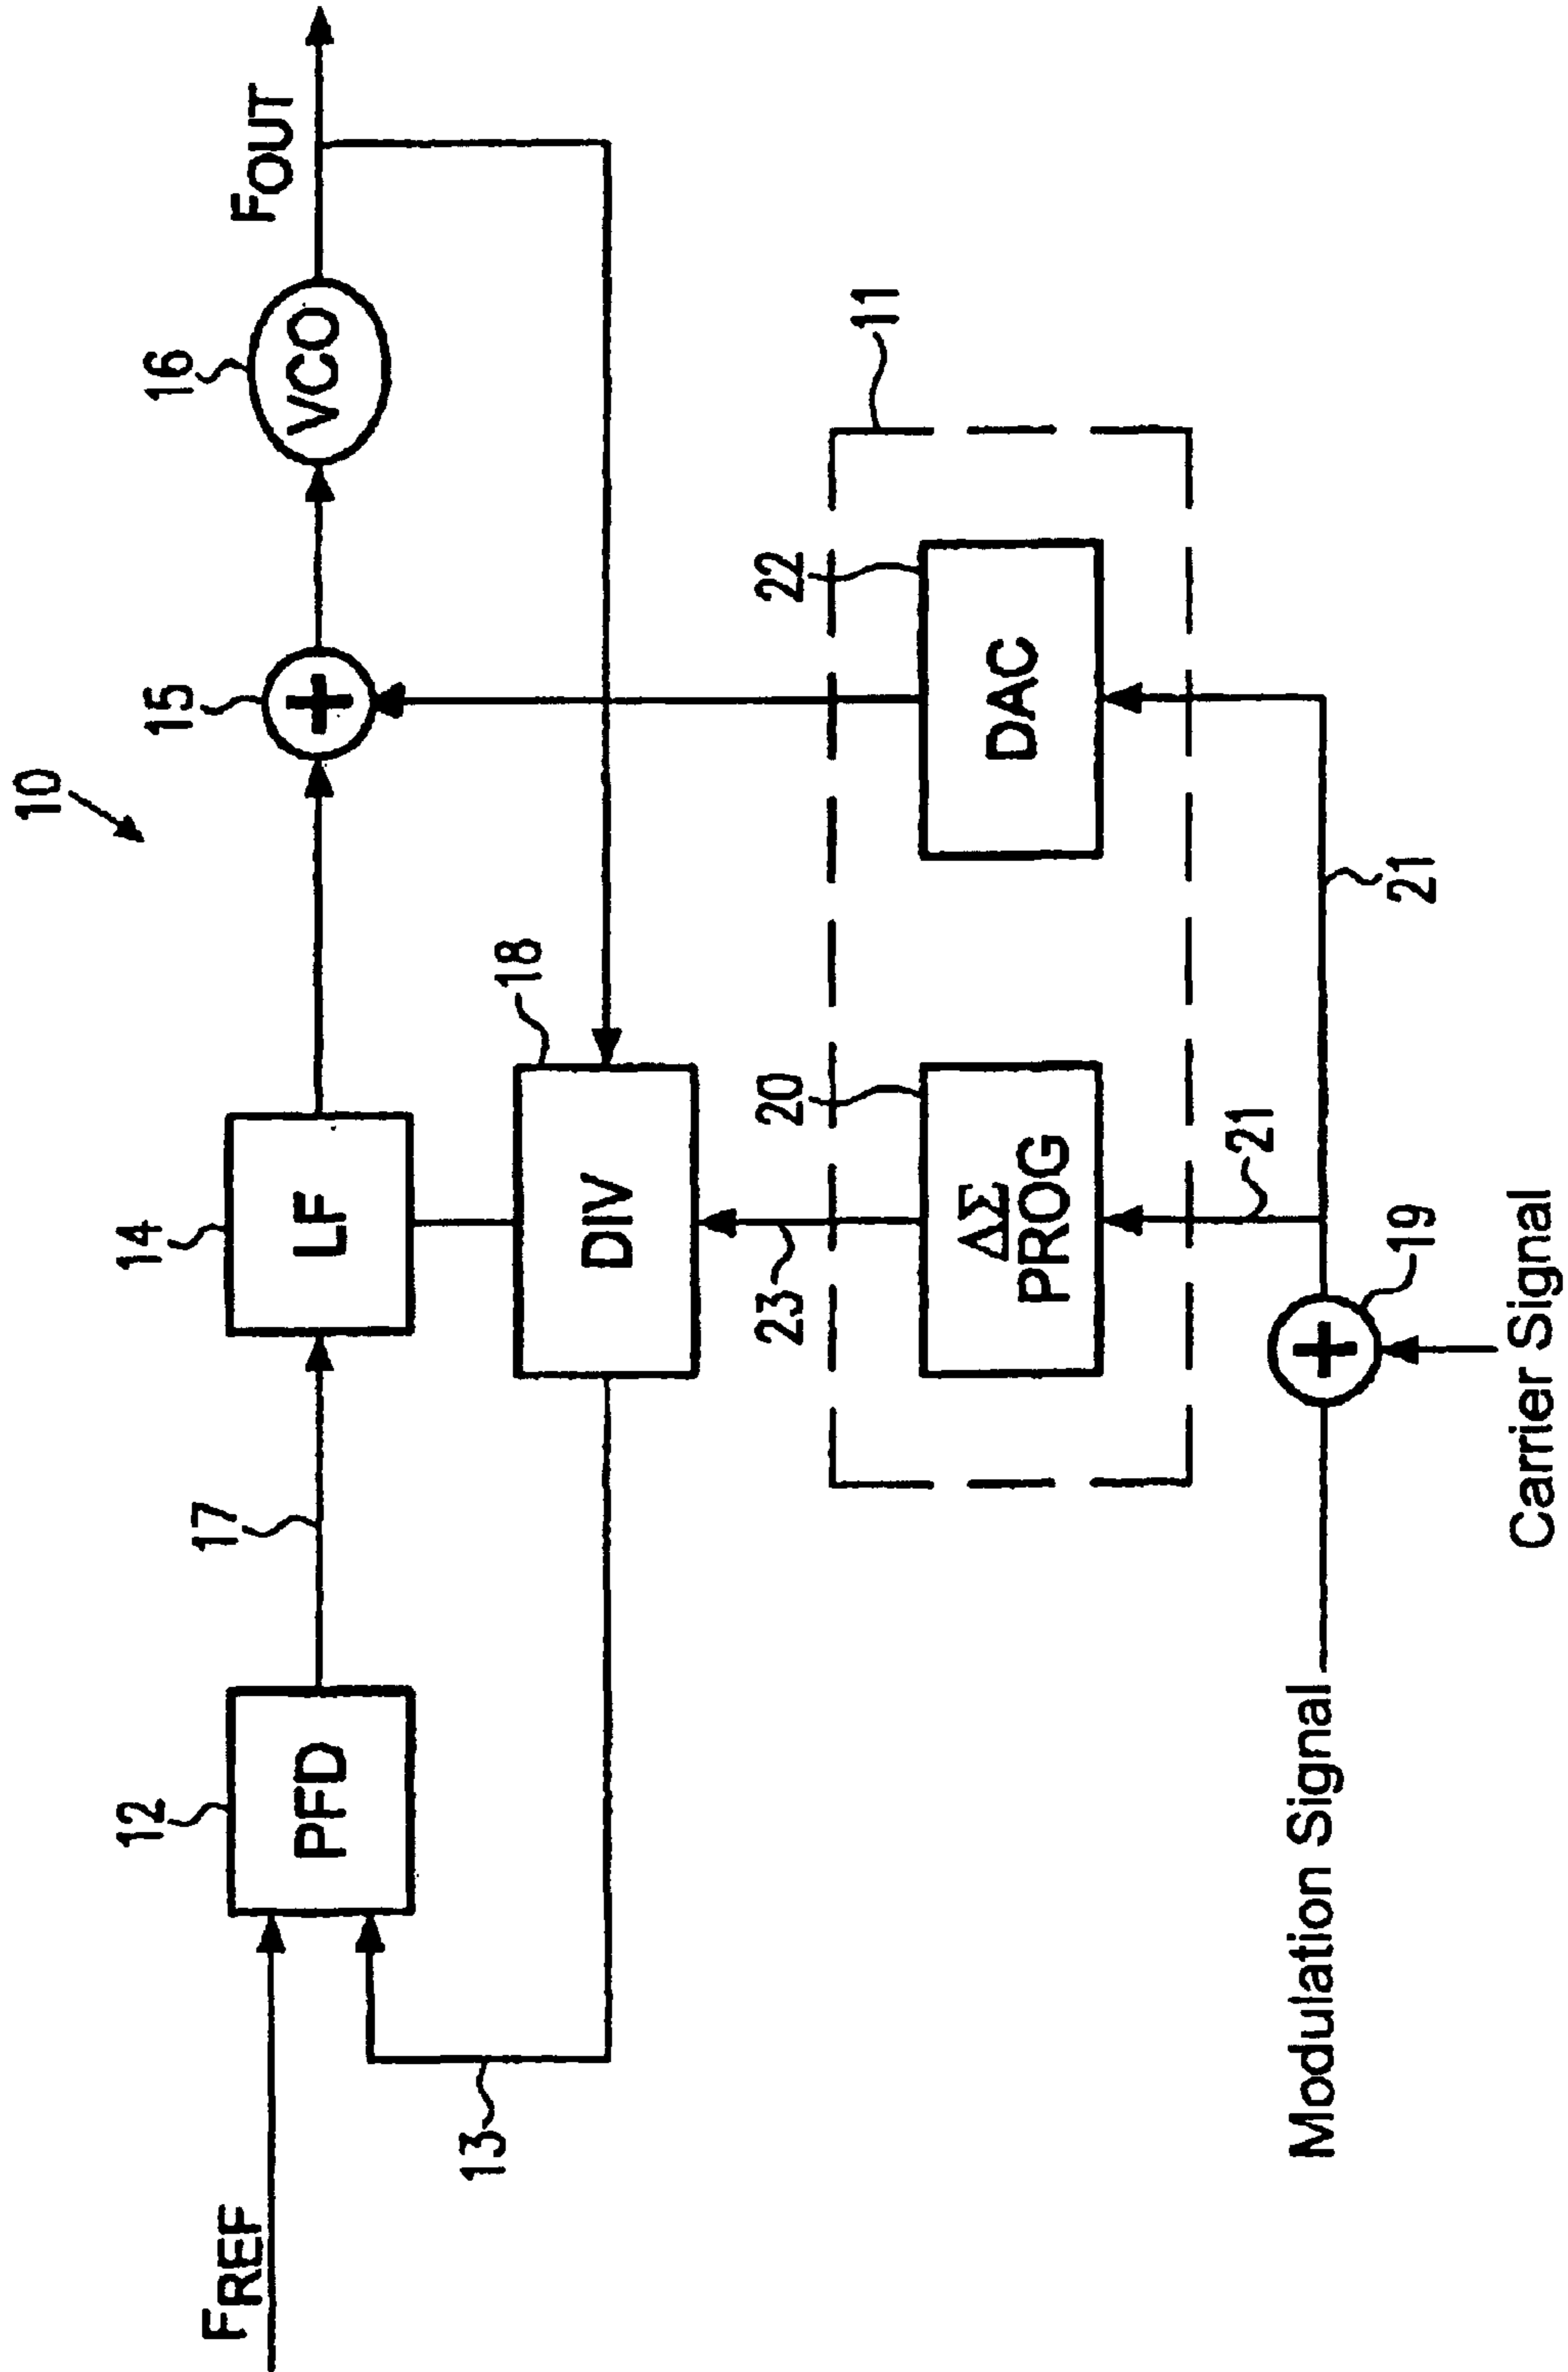 10
16
15
14
12
FOUT
VCO
+
LF
17
PFD
FREF
18
DIV
13
11
22
20
23
DAC
ΔΣ
PROG
21
21
+
19
Modulation Signal
Carrier Signal